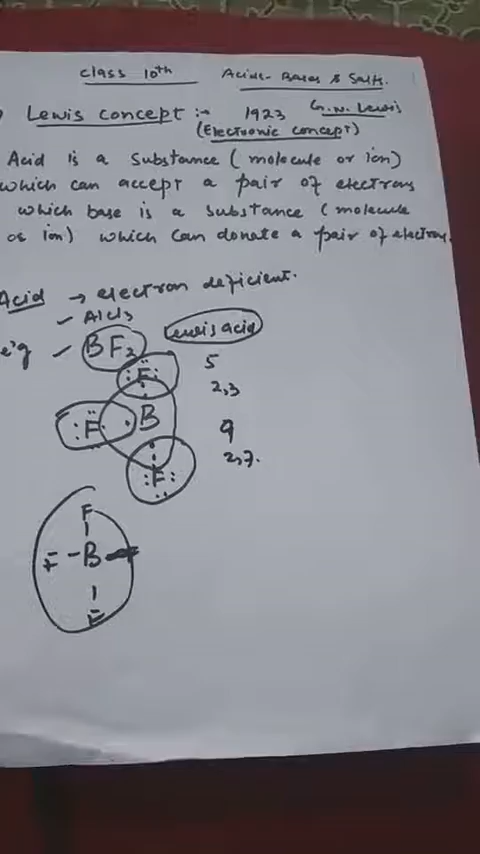 Class 10th Acids- Bases & Salts.
Lewis concept :- 1923 G.N. Lewis
(Electronic concept)
Acid is a substance ( molecule or ion)
which can accept a pair of electrons
which base is a substance ( molecule
or ion) which can donate a pair of electron.
Acid → electron deficient.
- AlCl3
e'g - BF3 Lewis acid
F 5
2,3
F B 9
2,7.
F
F
F - B - F
F